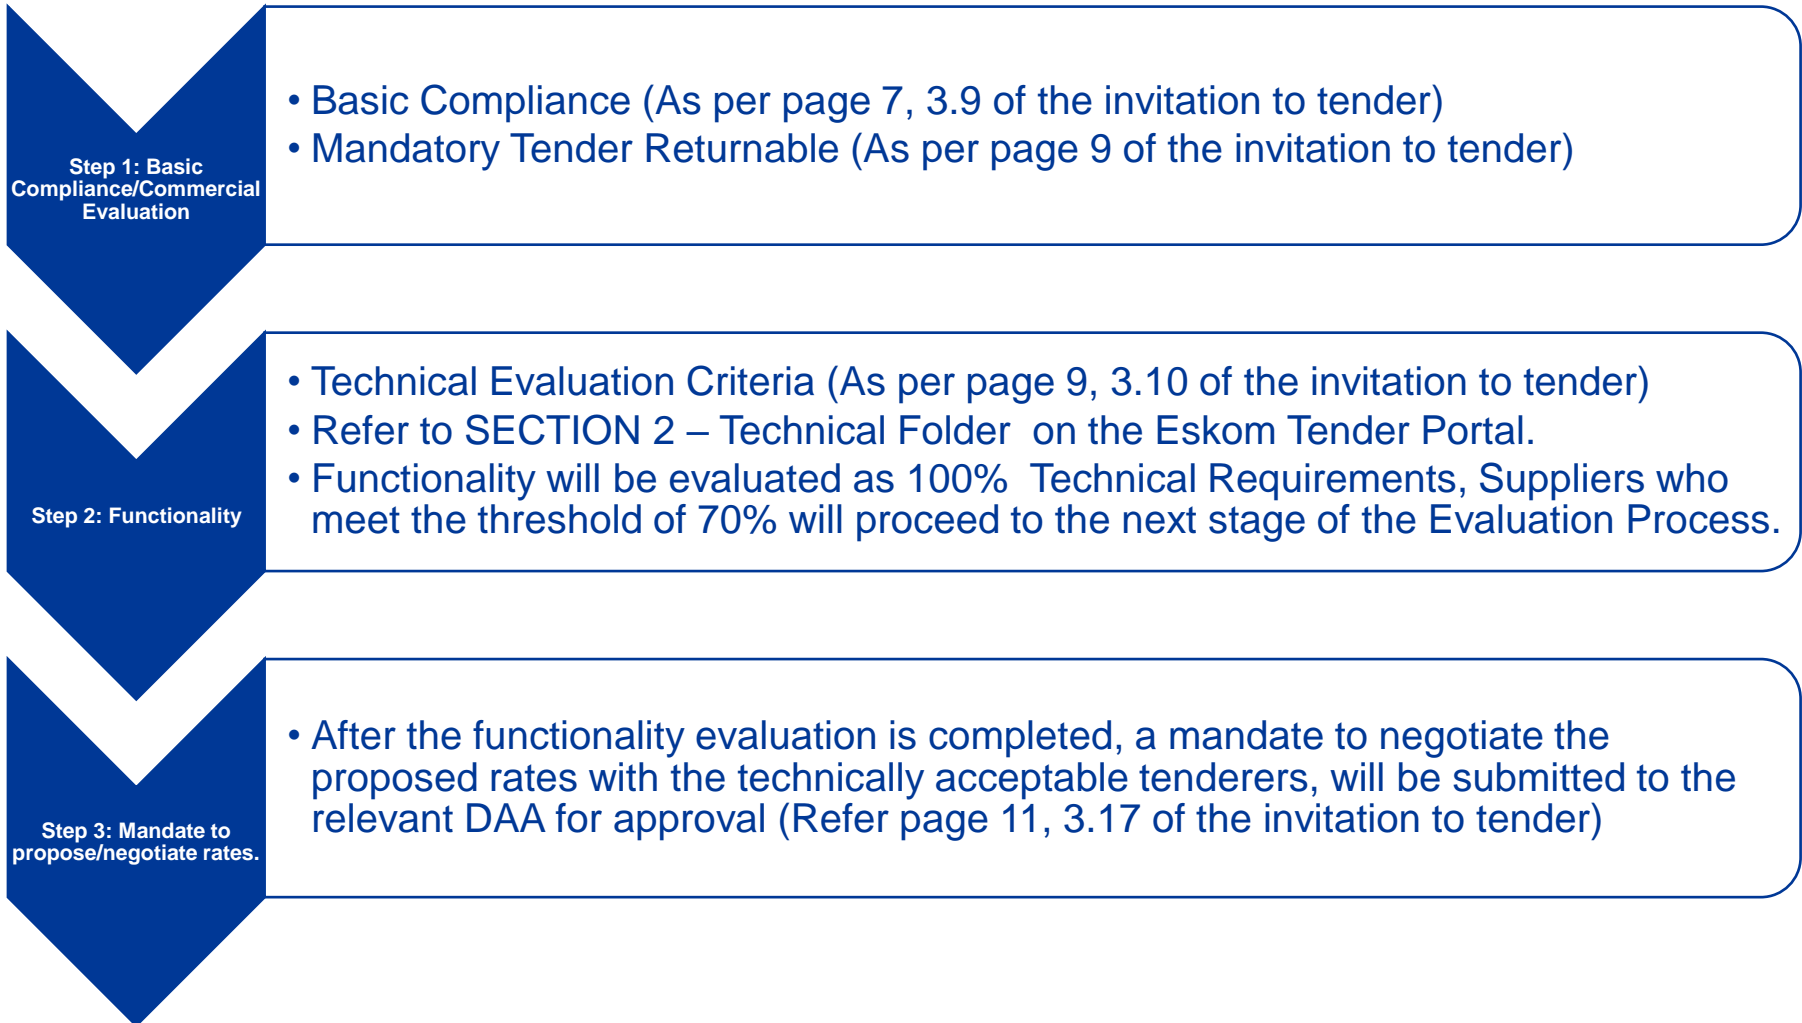 Step 1: Basic
Compliance/Commercial
Evaluation
• Basic Compliance (As per page 7, 3.9 of the invitation to tender)
• Mandatory Tender Returnable (As per page 9 of the invitation to tender)
Step 2: Functionality
• Technical Evaluation Criteria (As per page 9, 3.10 of the invitation to tender)
• Refer to SECTION 2 – Technical Folder  on the Eskom Tender Portal.
• Functionality will be evaluated as 100%  Technical Requirements, Suppliers who
meet the threshold of 70% will proceed to the next stage of the Evaluation Process.
Step 3: Mandate to
propose/negotiate rates.
• After the functionality evaluation is completed, a mandate to negotiate the
proposed rates with the technically acceptable tenderers, will be submitted to the
relevant DAA for approval (Refer page 11, 3.17 of the invitation to tender)